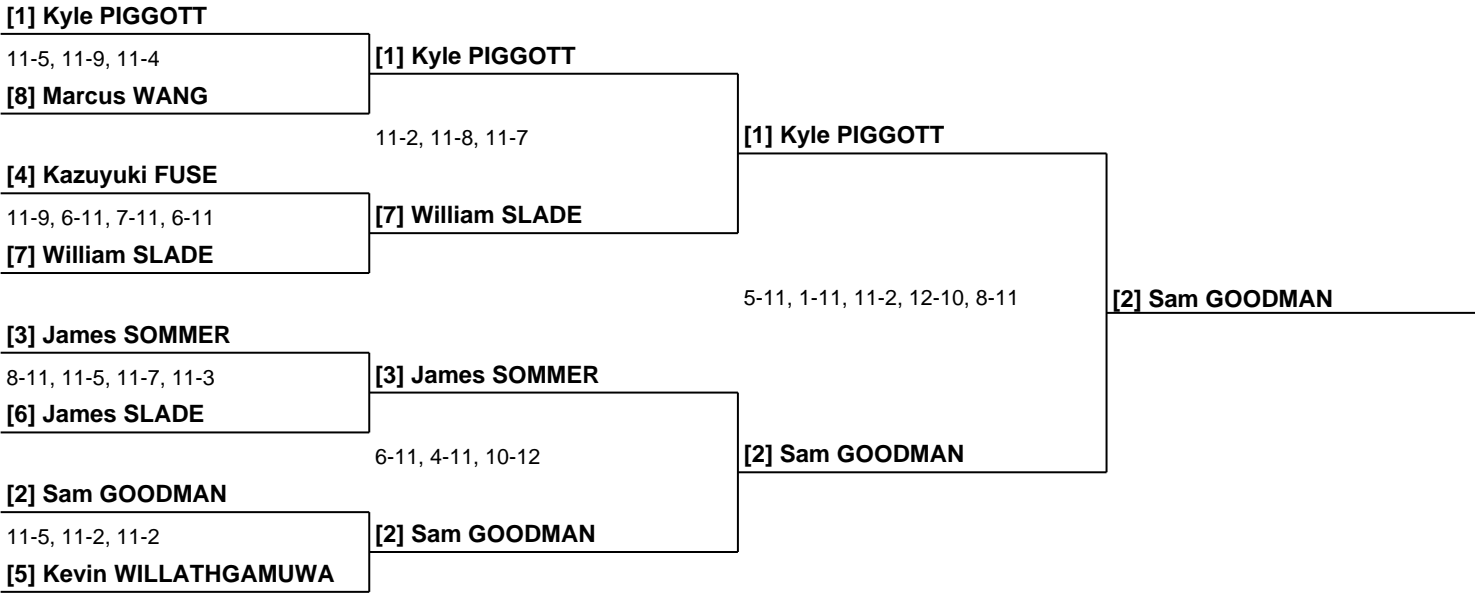 [1] Kyle PIGGOTT
11-5, 11-9, 11-4
[8] Marcus WANG
[4] Kazuyuki FUSE
11-9, 6-11, 7-11, 6-11
[7] William SLADE
[3] James SOMMER
8-11, 11-5, 11-7, 11-3
[6] James SLADE
[2] Sam GOODMAN
11-5, 11-2, 11-2
[5] Kevin WILLATHGAMUWA
[1] Kyle PIGGOTT
11-2, 11-8, 11-7
[7] William SLADE
[3] James SOMMER
6-11, 4-11, 10-12
[2] Sam GOODMAN
[1] Kyle PIGGOTT
5-11, 1-11, 11-2, 12-10, 8-11
[2] Sam GOODMAN
[2] Sam GOODMAN